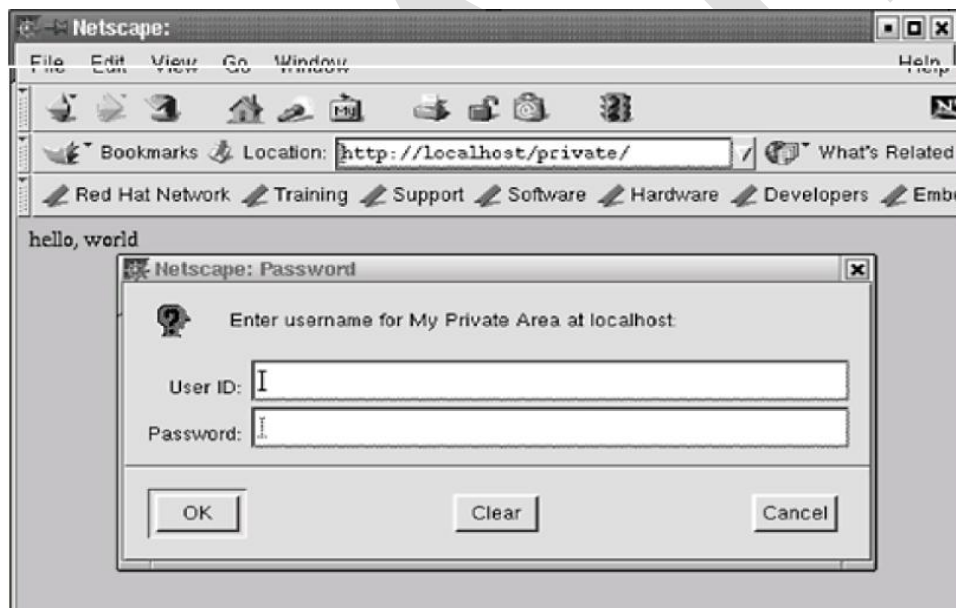 Netscape:
File Edit View Go Window Help
My N
Bookmarks Location: http://localhost/private/ What's Related
Red Hat Network Training Support Software Hardware Developers Embe
hello, world
Netscape: Password
Enter username for My Private Area at localhost:
User ID:
Password:
OK Clear Cancel